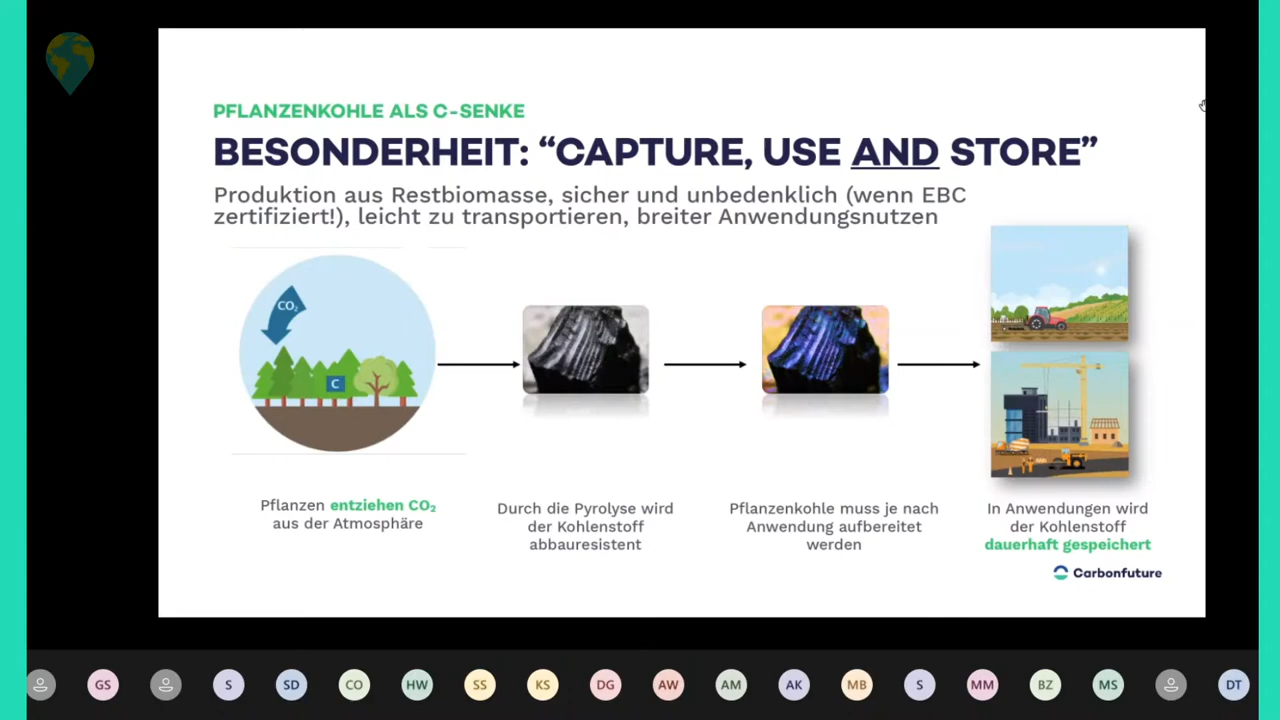 PFLANZENKOHLE ALS C-SENKE
BESONDERHEIT: “CAPTURE, USE AND STORE”
Produktion aus Restbiomasse, sicher und unbedenklich (wenn EBC
zertifiziert!), leicht zu transportieren, breiter Anwendungsnutzen
CO₂
C
Pflanzen entziehen CO₂
aus der Atmosphäre
Durch die Pyrolyse wird
der Kohlenstoff
abbauresistent
Pflanzenkohle muss je nach
Anwendung aufbereitet
werden
In Anwendungen wird
der Kohlenstoff
dauerhaft gespeichert
Carbonfuture
GS S SD CO HW SS KS DG AW AM AK MB S MM BZ MS DT